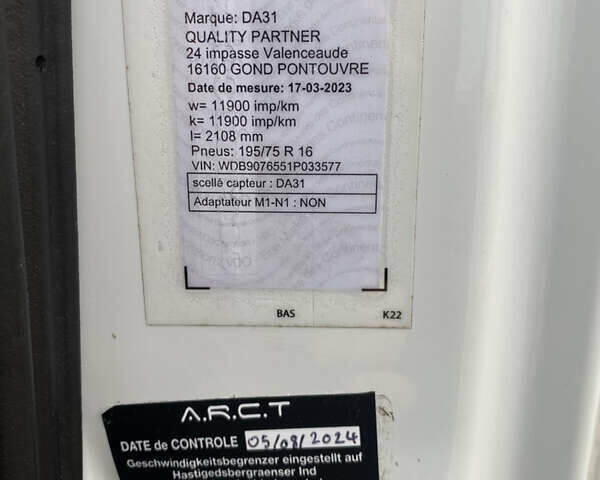 Marque: DA31
QUALITY PARTNER
24 impasse Valenceaude
16160 GOND PONTOUVRE
Date de mesure: 17-03-2023
w= 11900 imp/km
k= 11900 imp/km
l= 2108 mm
Pneus: 195/75 R 16
VIN: WDB9076551P033577
scellé capteur : DA31
Adaptateur M1-N1 : NON
BAS K22
A.R.C.T
DATE de CONTROLE 05/08/2024
Geschwindigkeitsbegrenzer eingestellt auf
Hastigedsbergraenser Ind